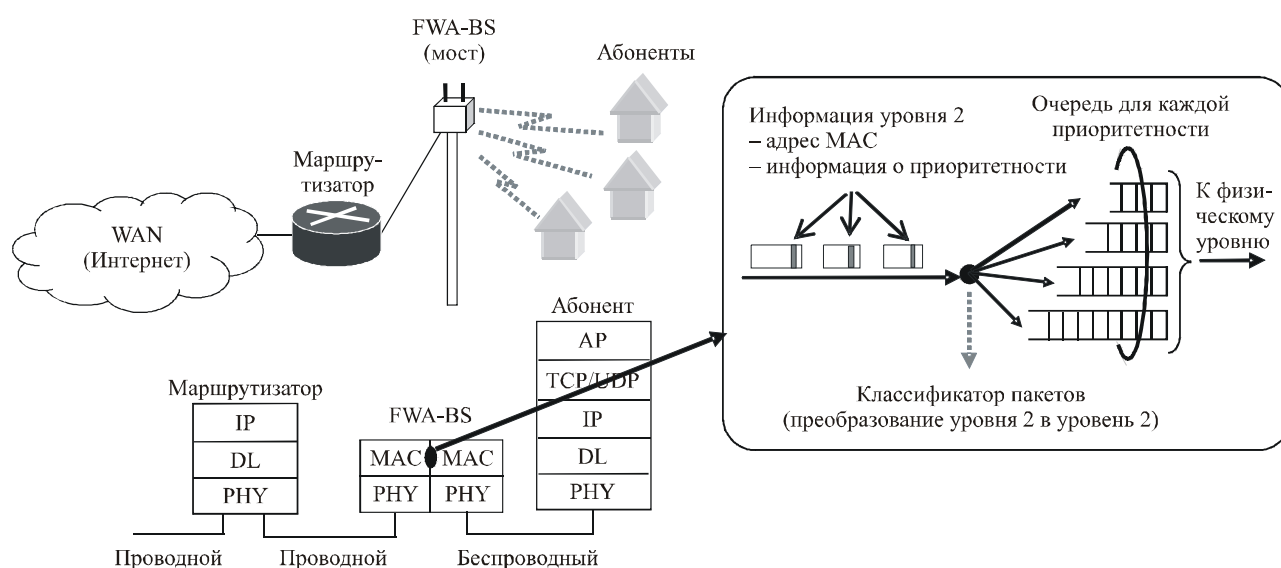 FWA-BS
(мост)
Абоненты
Маршру-
тизатор
WAN
(Интернет)
Информация уровня 2
– адрес MAC
– информация о приоритетности
Очередь для каждой
приоритетности
К физи-
ческому
уровню
Классификатор пакетов
(преобразование уровня 2 в уровень 2)
Маршрутизатор
IP
DL
PHY
FWA-BS
MAC MAC
PHY PHY
Абонент
AP
TCP/UDP
IP
DL
PHY
Проводной
Проводной
Беспроводный